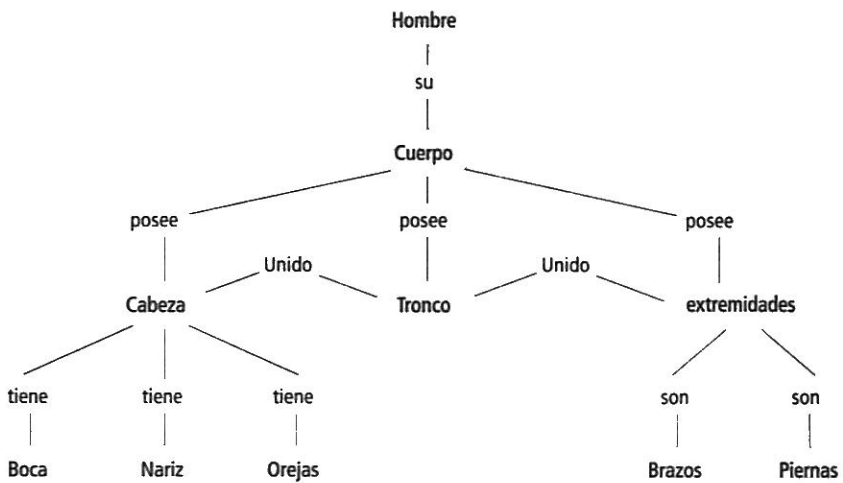 Hombre
su
Cuerpo
posee posee posee
Unido Unido
Cabeza Tronco extremidades
tiene tiene tiene son son
Boca Nariz Orejas Brazos Piernas